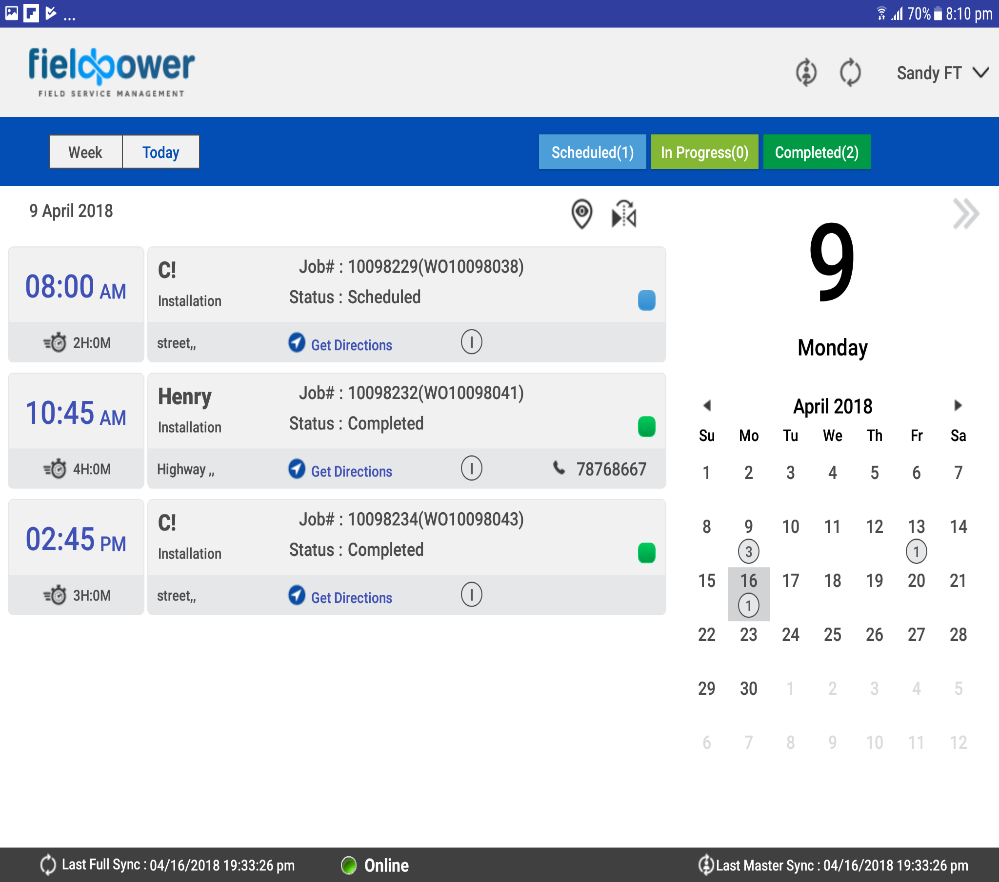 ... 70% 8:10 pm
fieldpower
FIELD SERVICE MANAGEMENT
Sandy FT
Week Today Scheduled(1) In Progress(0) Completed(2)
9 April 2018
08:00 AM
2H:0M
C!
Installation
Job# : 10098229(WO10098038)
Status : Scheduled
street,, Get Directions I
10:45 AM
4H:0M
Henry
Installation
Job# : 10098232(WO10098041)
Status : Completed
Highway ,, Get Directions I 78768667
02:45 PM
3H:0M
C!
Installation
Job# : 10098234(WO10098043)
Status : Completed
street,, Get Directions I
9
Monday
April 2018
Su Mo Tu We Th Fr Sa
1 2 3 4 5 6 7
8 9 10 11 12 13 14
3 1
15 16 17 18 19 20 21
1
22 23 24 25 26 27 28
29 30 1 2 3 4 5
6 7 8 9 10 11 12
Last Full Sync : 04/16/2018 19:33:26 pm Online Last Master Sync : 04/16/2018 19:33:26 pm